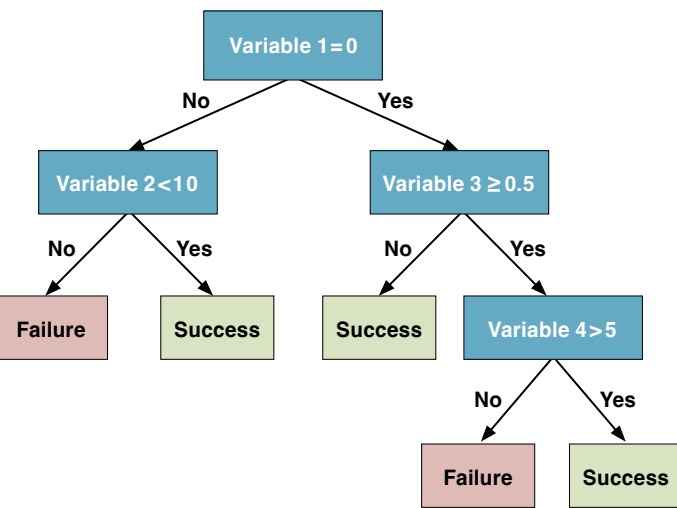 Variable 1=0
No
Yes
Variable 2<10
Variable 3 ≥ 0.5
No
Yes
No
Yes
Failure
Success
Success
Variable 4>5
No
Yes
Failure
Success